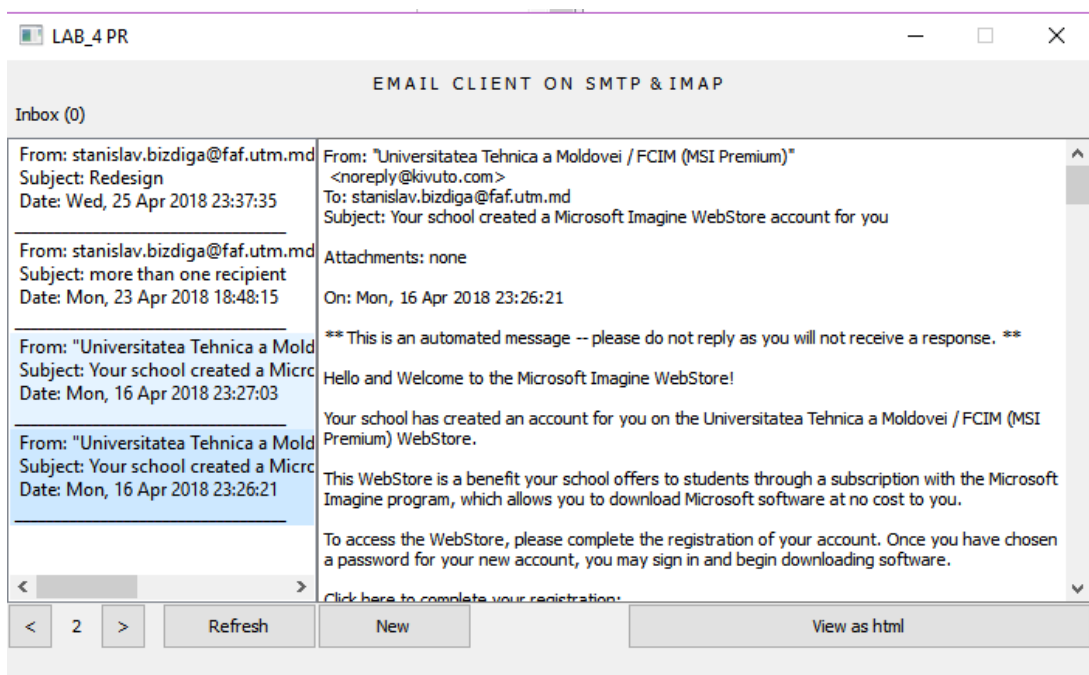 LAB_4 PR
EMAIL CLIENT ON SMTP & IMAP
Inbox (0)
From: stanislav.bizdiga@faf.utm.md
Subject: Redesign
Date: Wed, 25 Apr 2018 23:37:35
From: stanislav.bizdiga@faf.utm.md
Subject: more than one recipient
Date: Mon, 23 Apr 2018 18:48:15
From: "Universitatea Tehnica a Mold
Subject: Your school created a Micro
Date: Mon, 16 Apr 2018 23:27:03
From: "Universitatea Tehnica a Mold
Subject: Your school created a Micro
Date: Mon, 16 Apr 2018 23:26:21
From: "Universitatea Tehnica a Moldovei / FCIM (MSI Premium)"
<noreply@kivuto.com>
To: stanislav.bizdiga@faf.utm.md
Subject: Your school created a Microsoft Imagine WebStore account for you
Attachments: none
On: Mon, 16 Apr 2018 23:26:21
** This is an automated message -- please do not reply as you will not receive a response. **
Hello and Welcome to the Microsoft Imagine WebStore!
Your school has created an account for you on the Universitatea Tehnica a Moldovei / FCIM (MSI
Premium) WebStore.
This WebStore is a benefit your school offers to students through a subscription with the Microsoft
Imagine program, which allows you to download Microsoft software at no cost to you.
To access the WebStore, please complete the registration of your account. Once you have chosen
a password for your new account, you may sign in and begin downloading software.
Click here to complete your registration:
< 2 > Refresh New View as html